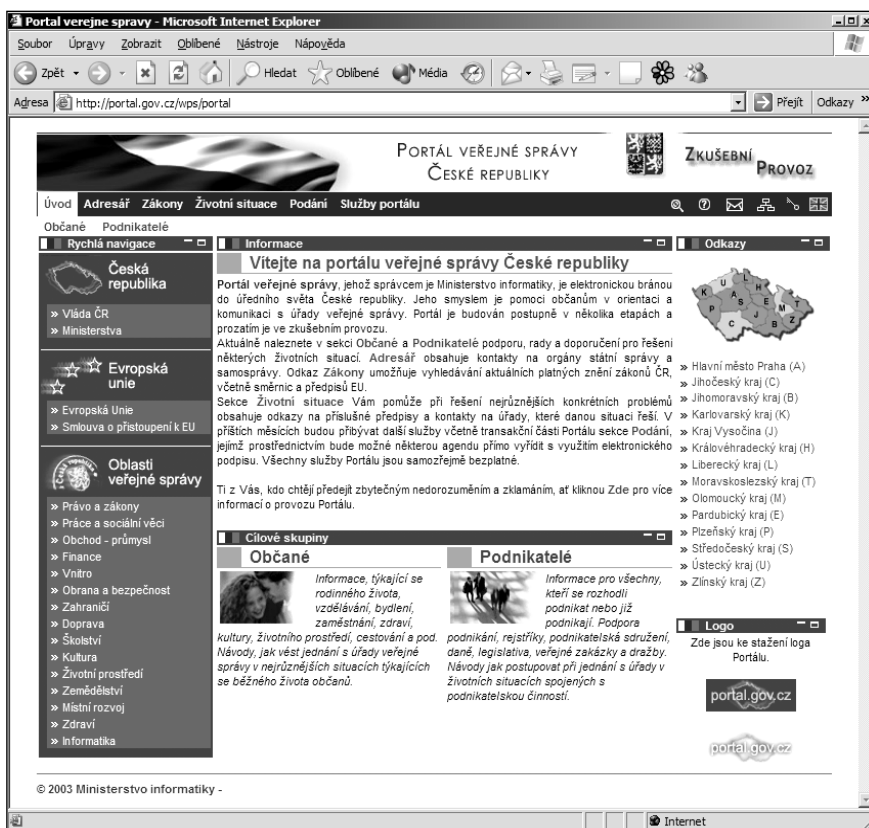 Portal verejne spravy - Microsoft Internet Explorer
Soubor Úpravy Zobrazit Oblíbené Nástroje Nápověda
Zpět Hledat Oblíbené Média
Adresa http://portal.gov.cz/wps/portal Přejít Odkazy
PORTÁL VEŘEJNÉ SPRÁVY
ČESKÉ REPUBLIKY
ZKUŠEBNÍ
PROVOZ
Úvod Adresář Zákony Životní situace Podání Služby portálu
Občané Podnikatelé
Rychlá navigace
Česká
republika
» Vláda ČR
» Ministerstva
Evropská
unie
» Evropská Unie
» Smlouva o přistoupení k EU
Oblasti
veřejné správy
» Právo a zákony
» Práce a sociální věci
» Obchod - průmysl
» Finance
» Vnitro
» Obrana a bezpečnost
» Zahraničí
» Doprava
» Školství
» Kultura
» Životní prostředí
» Zemědělství
» Místní rozvoj
» Zdraví
» Informatika
Informace
Vítejte na portálu veřejné správy České republiky
Portál veřejné správy, jehož správcem je Ministerstvo informatiky, je elektronickou bránou
do úředního světa České republiky. Jeho smyslem je pomoci občanům v orientaci a
komunikaci s úřady veřejné správy. Portál je budován postupně v několika etapách a
prozatím je ve zkušebním provozu.
Aktuálně naleznete v sekci Občané a Podnikatelé podporu, rady a doporučení pro řešení
některých životních situací. Adresář obsahuje kontakty na orgány státní správy a
samosprávy. Odkaz Zákony umožňuje vyhledávání aktuálních platných znění zákonů ČR,
včetně směrnic a předpisů EU.
Sekce Životní situace Vám pomůže při řešení nejrůznějších konkrétních problémů
obsahuje odkazy na příslušné předpisy a kontakty na úřady, které danou situaci řeší. V
příštích měsících budou přibývat další služby včetně transakční části Portálu sekce Podání,
jejímž prostřednictvím bude možné některou agendu přímo vyřídit s využitím elektronického
podpisu. Všechny služby Portálu jsou samozřejmě bezplatné.
Ti z Vás, kdo chtějí předejít zbytečným nedorozuměním a zklamáním, ať kliknou Zde pro více
informací o provozu Portálu.
Cílové skupiny
Občané
Informace, týkající se
rodinného života,
vzdělávání, bydlení,
zaměstnání, zdraví,
kultury, životního prostředí, cestování a pod.
Návody, jak vést jednání s úřady veřejné
správy v nejrůznějších situacích týkajících
se běžného života občanů.
Podnikatelé
Informace pro všechny,
kteří se rozhodli
podnikat nebo již
podnikají. Podpora
podnikání, rejstříky, podnikatelská sdružení,
daně, legislativa, veřejné zakázky a dražby.
Návody jak postupovat při jednání s úřady v
životních situacích spojených s
podnikatelskou činností.
Odkazy
K U L H P A S E M T C J B Z
» Hlavní město Praha (A)
» Jihočeský kraj (C)
» Jihomoravský kraj (B)
» Karlovarský kraj (K)
» Kraj Vysočina (J)
» Královéhradecký kraj (H)
» Liberecký kraj (L)
» Moravskoslezský kraj (T)
» Olomoucký kraj (M)
» Pardubický kraj (E)
» Plzeňský kraj (P)
» Středočeský kraj (S)
» Ústecký kraj (U)
» Zlínský kraj (Z)
Logo
Zde jsou ke stažení loga
Portálu.
portal.gov.cz
portal.gov.cz
© 2003 Ministerstvo informatiky -
Internet